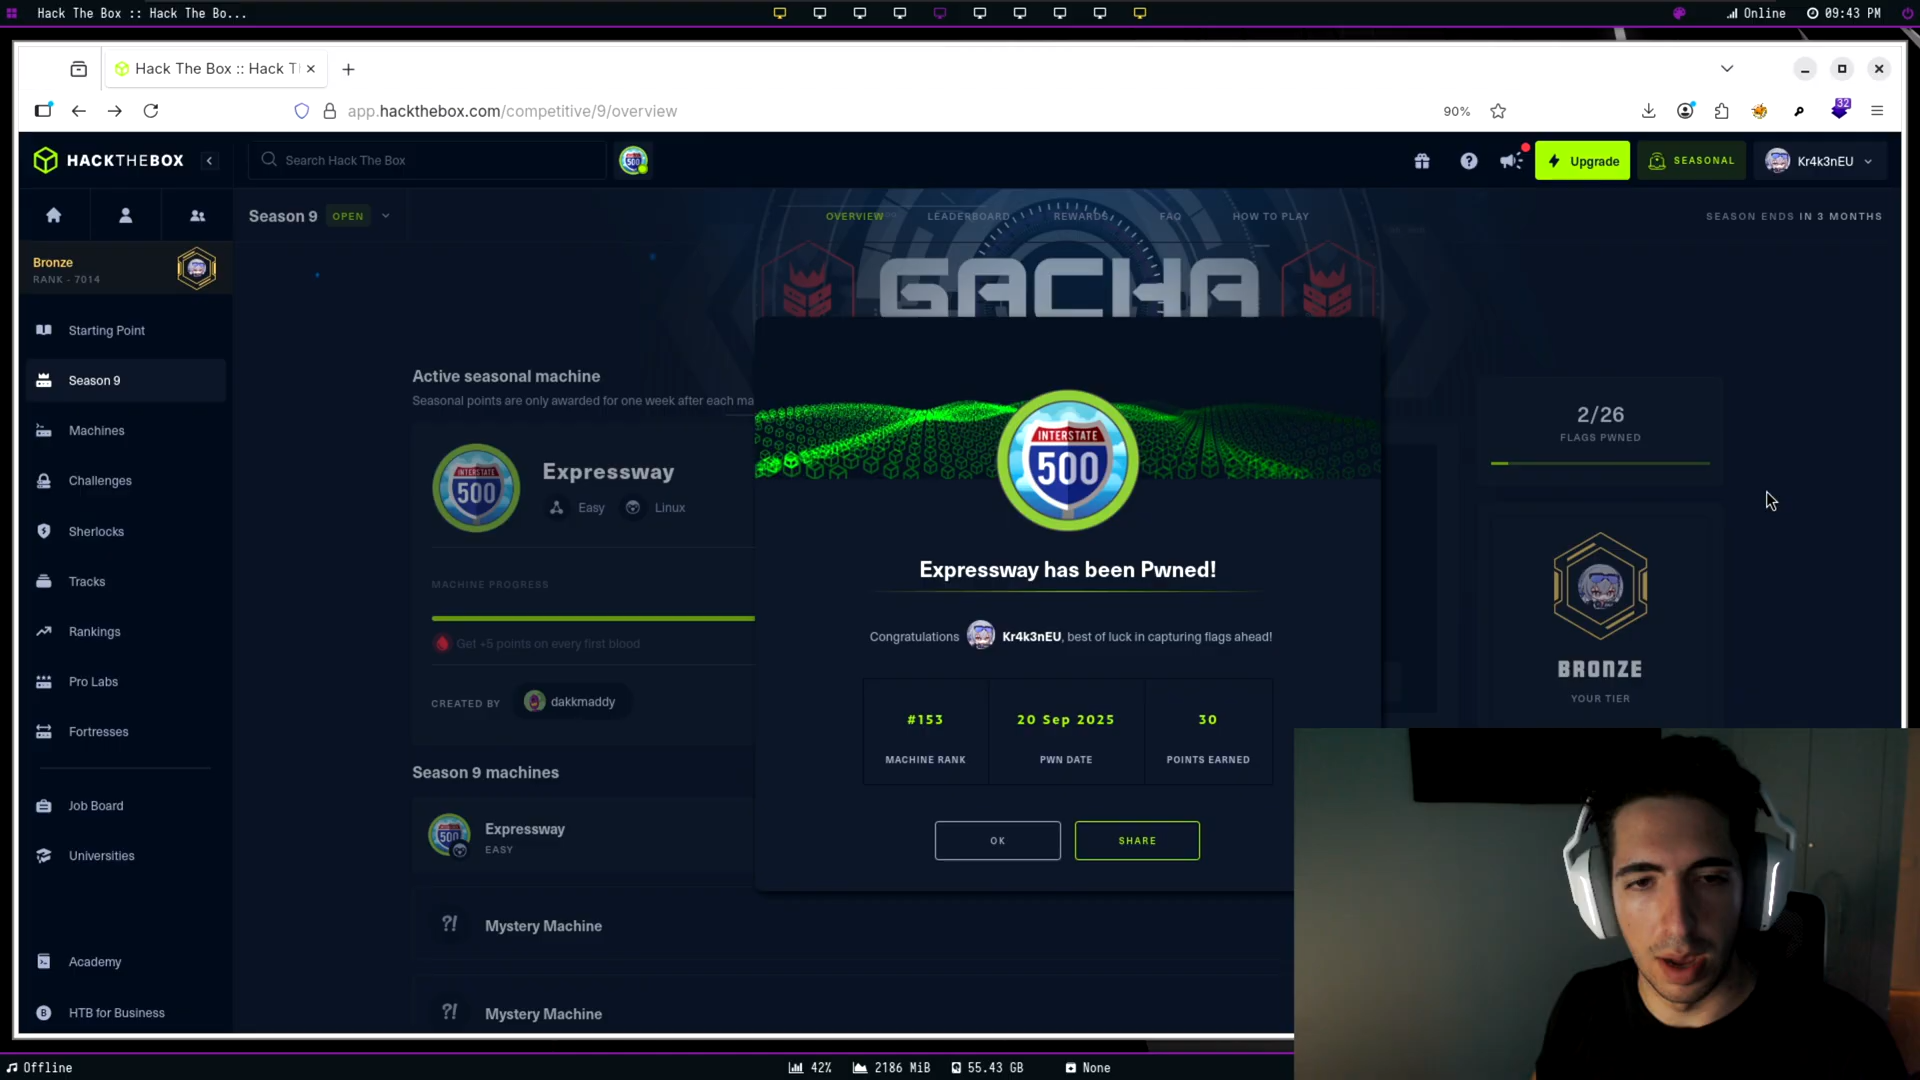 Hack The Box :: Hack The Bo...
Online
09:43 PM
Hack The Box :: Hack T
app.hackthebox.com/competitive/9/overview
90%
32
HACKTHEBOX
Search Hack The Box
500
Upgrade
SEASONAL
Kr4k3nEU
Season 9
OPEN
OVERVIEW
LEADERBOARD
REWARDS
FAQ
HOW TO PLAY
SEASON ENDS IN 3 MONTHS
Bronze
RANK - 7014
GACHA
Starting Point
Season 9
Machines
Challenges
Sherlocks
Tracks
Rankings
Pro Labs
Fortresses
Job Board
Universities
Academy
HTB for Business
Active seasonal machine
Seasonal points are only awarded for one week after each ma
INTERSTATE
500
Expressway
Easy
Linux
MACHINE PROGRESS
Get +5 points on every first blood
CREATED BY
dakkmaddy
Season 9 machines
500
Expressway
EASY
?!
Mystery Machine
?!
Mystery Machine
INTERSTATE
500
Expressway has been Pwned!
Congratulations Kr4k3nEU, best of luck in capturing flags ahead!
#153
MACHINE RANK
20 Sep 2025
PWN DATE
30
POINTS EARNED
OK
SHARE
2/26
FLAGS PWNED
BRONZE
YOUR TIER
Offline
42%
2186 MiB
55.43 GB
None